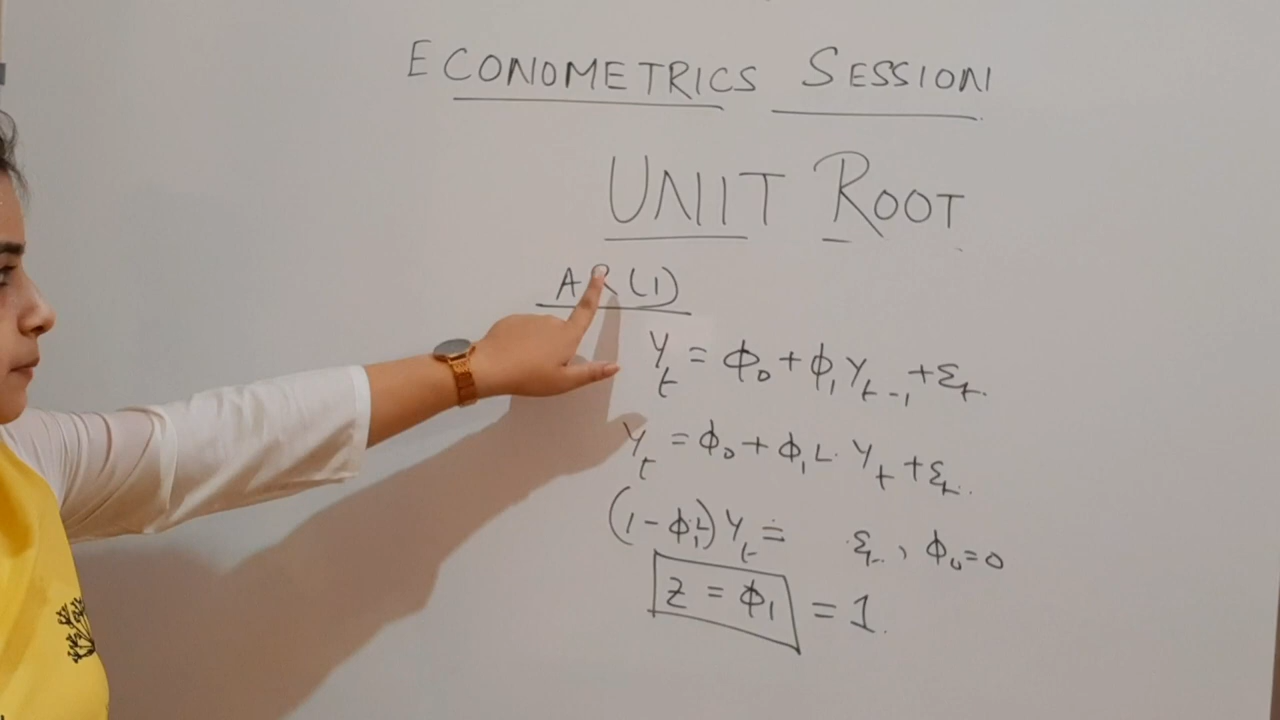 ECONOMETRICS SESSION
UNIT ROOT
AR(1)
Yt = ϕ0 + ϕ1 Yt-1 + εt.
Yt = ϕ0 + ϕ1 L. Yt + εt.
(1 - ϕ1L) Yt = εt, ϕ0 = 0
z = ϕ1 = 1.